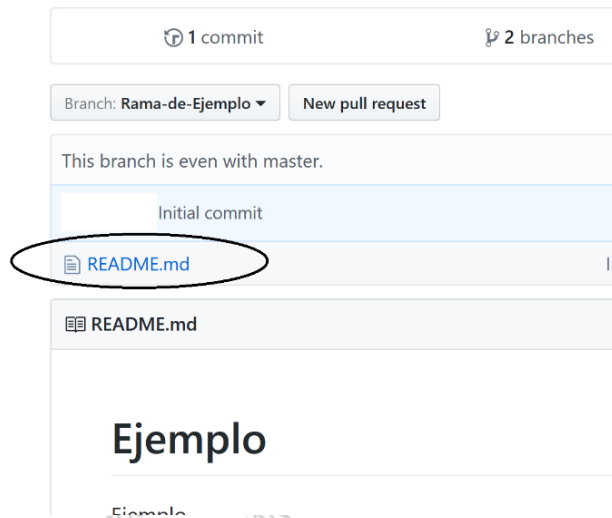 1 commit 2 branches
Branch: Rama-de-Ejemplo New pull request
This branch is even with master.
Initial commit
README.md
README.md
Ejemplo
Ejemplo